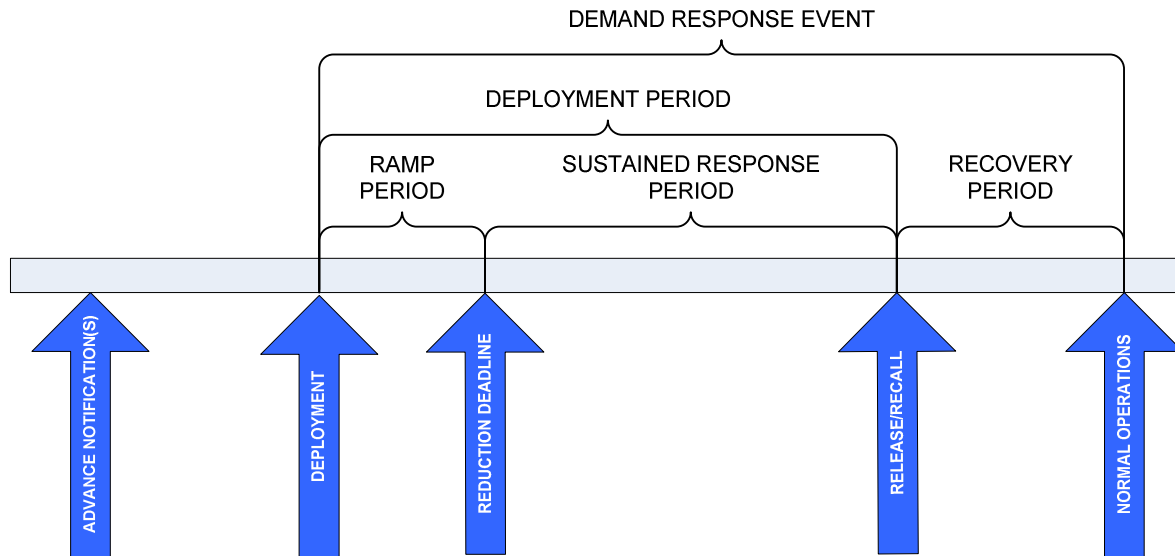 DEMAND RESPONSE EVENT
DEPLOYMENT PERIOD
RAMP
PERIOD
SUSTAINED RESPONSE
PERIOD
RECOVERY
PERIOD
ADVANCE NOTIFICATION(S)
DEPLOYMENT
REDUCTION DEADLINE
RELEASE/RECALL
NORMAL OPERATIONS